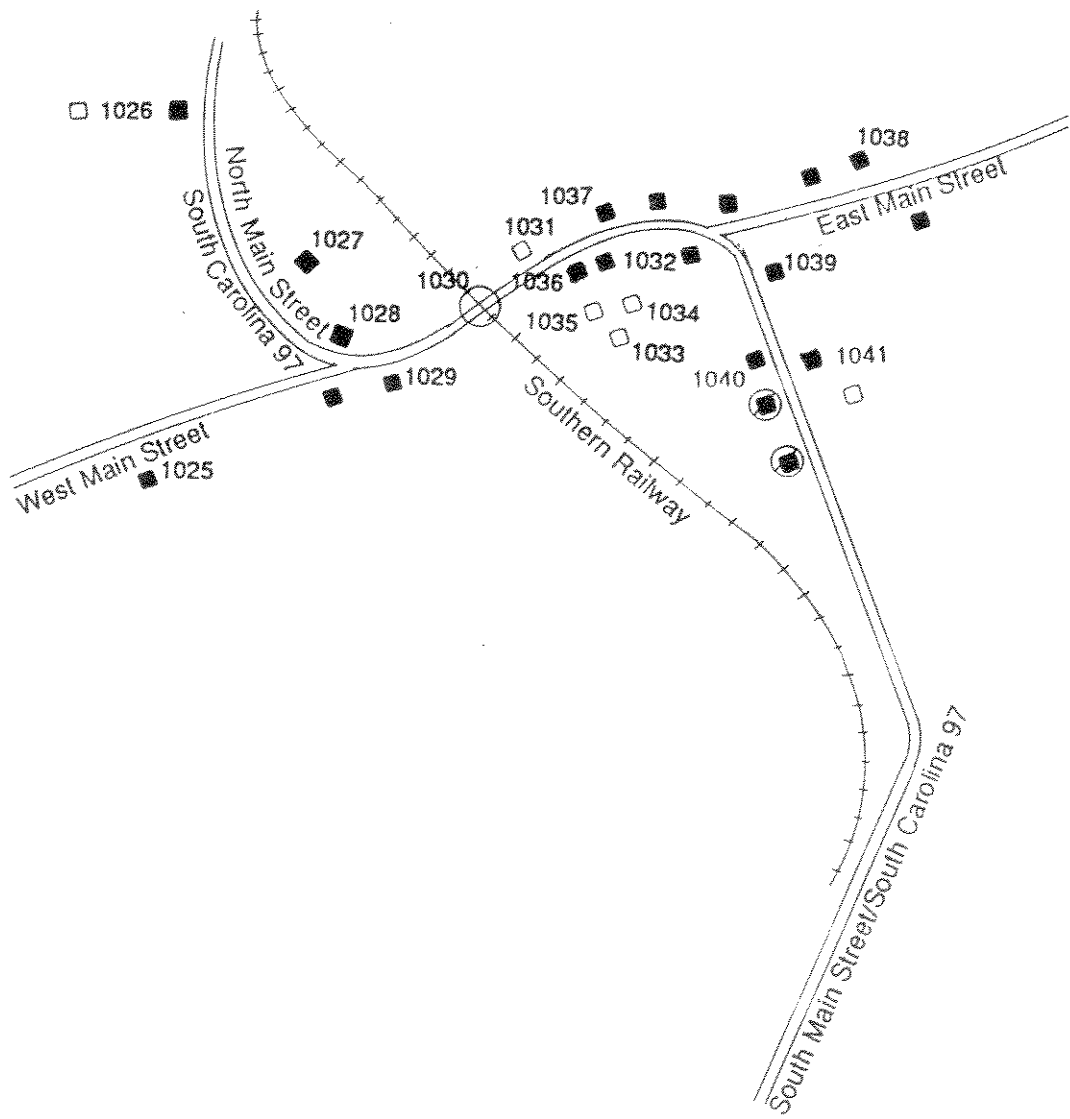 1026
1038
North Main Street
South Carolina 97
1037
East Main Street
1031
1027
1032
1039
1030
1036
1028
1035
1034
1033
1041
1040
1029
Southern Railway
West Main Street
1025
South Main Street/South Carolina 97